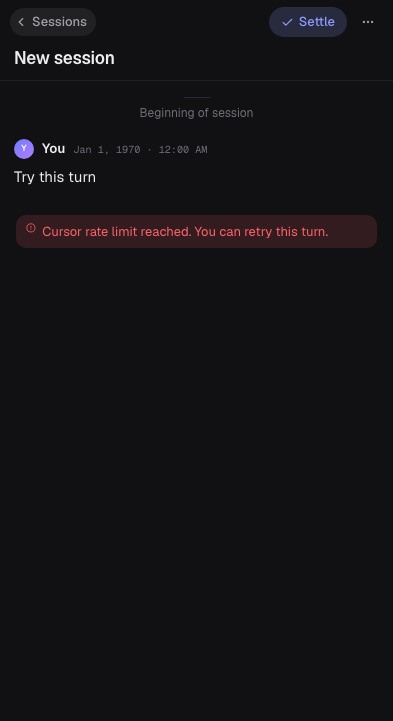 Sessions
Settle
New session
Beginning of session
Y You Jan 1, 1970 · 12:00 AM
Try this turn
Cursor rate limit reached. You can retry this turn.